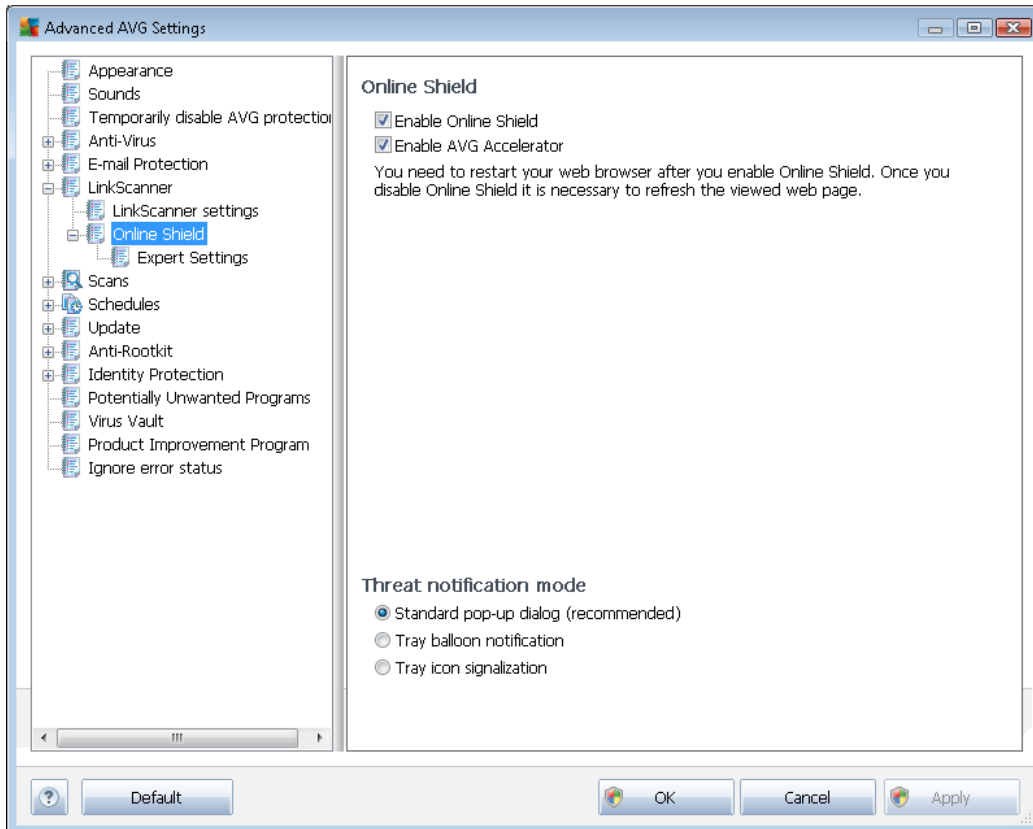 Advanced AVG Settings
Appearance
Sounds
Temporarily disable AVG protection
Anti-Virus
E-mail Protection
LinkScanner
LinkScanner settings
Online Shield
Expert Settings
Scans
Schedules
Update
Anti-Rootkit
Identity Protection
Potentially Unwanted Programs
Virus Vault
Product Improvement Program
Ignore error status
Online Shield
Enable Online Shield
Enable AVG Accelerator
You need to restart your web browser after you enable Online Shield. Once you
disable Online Shield it is necessary to refresh the viewed web page.
Threat notification mode
Standard pop-up dialog (recommended)
Tray balloon notification
Tray icon signalization
?
Default
OK
Cancel
Apply